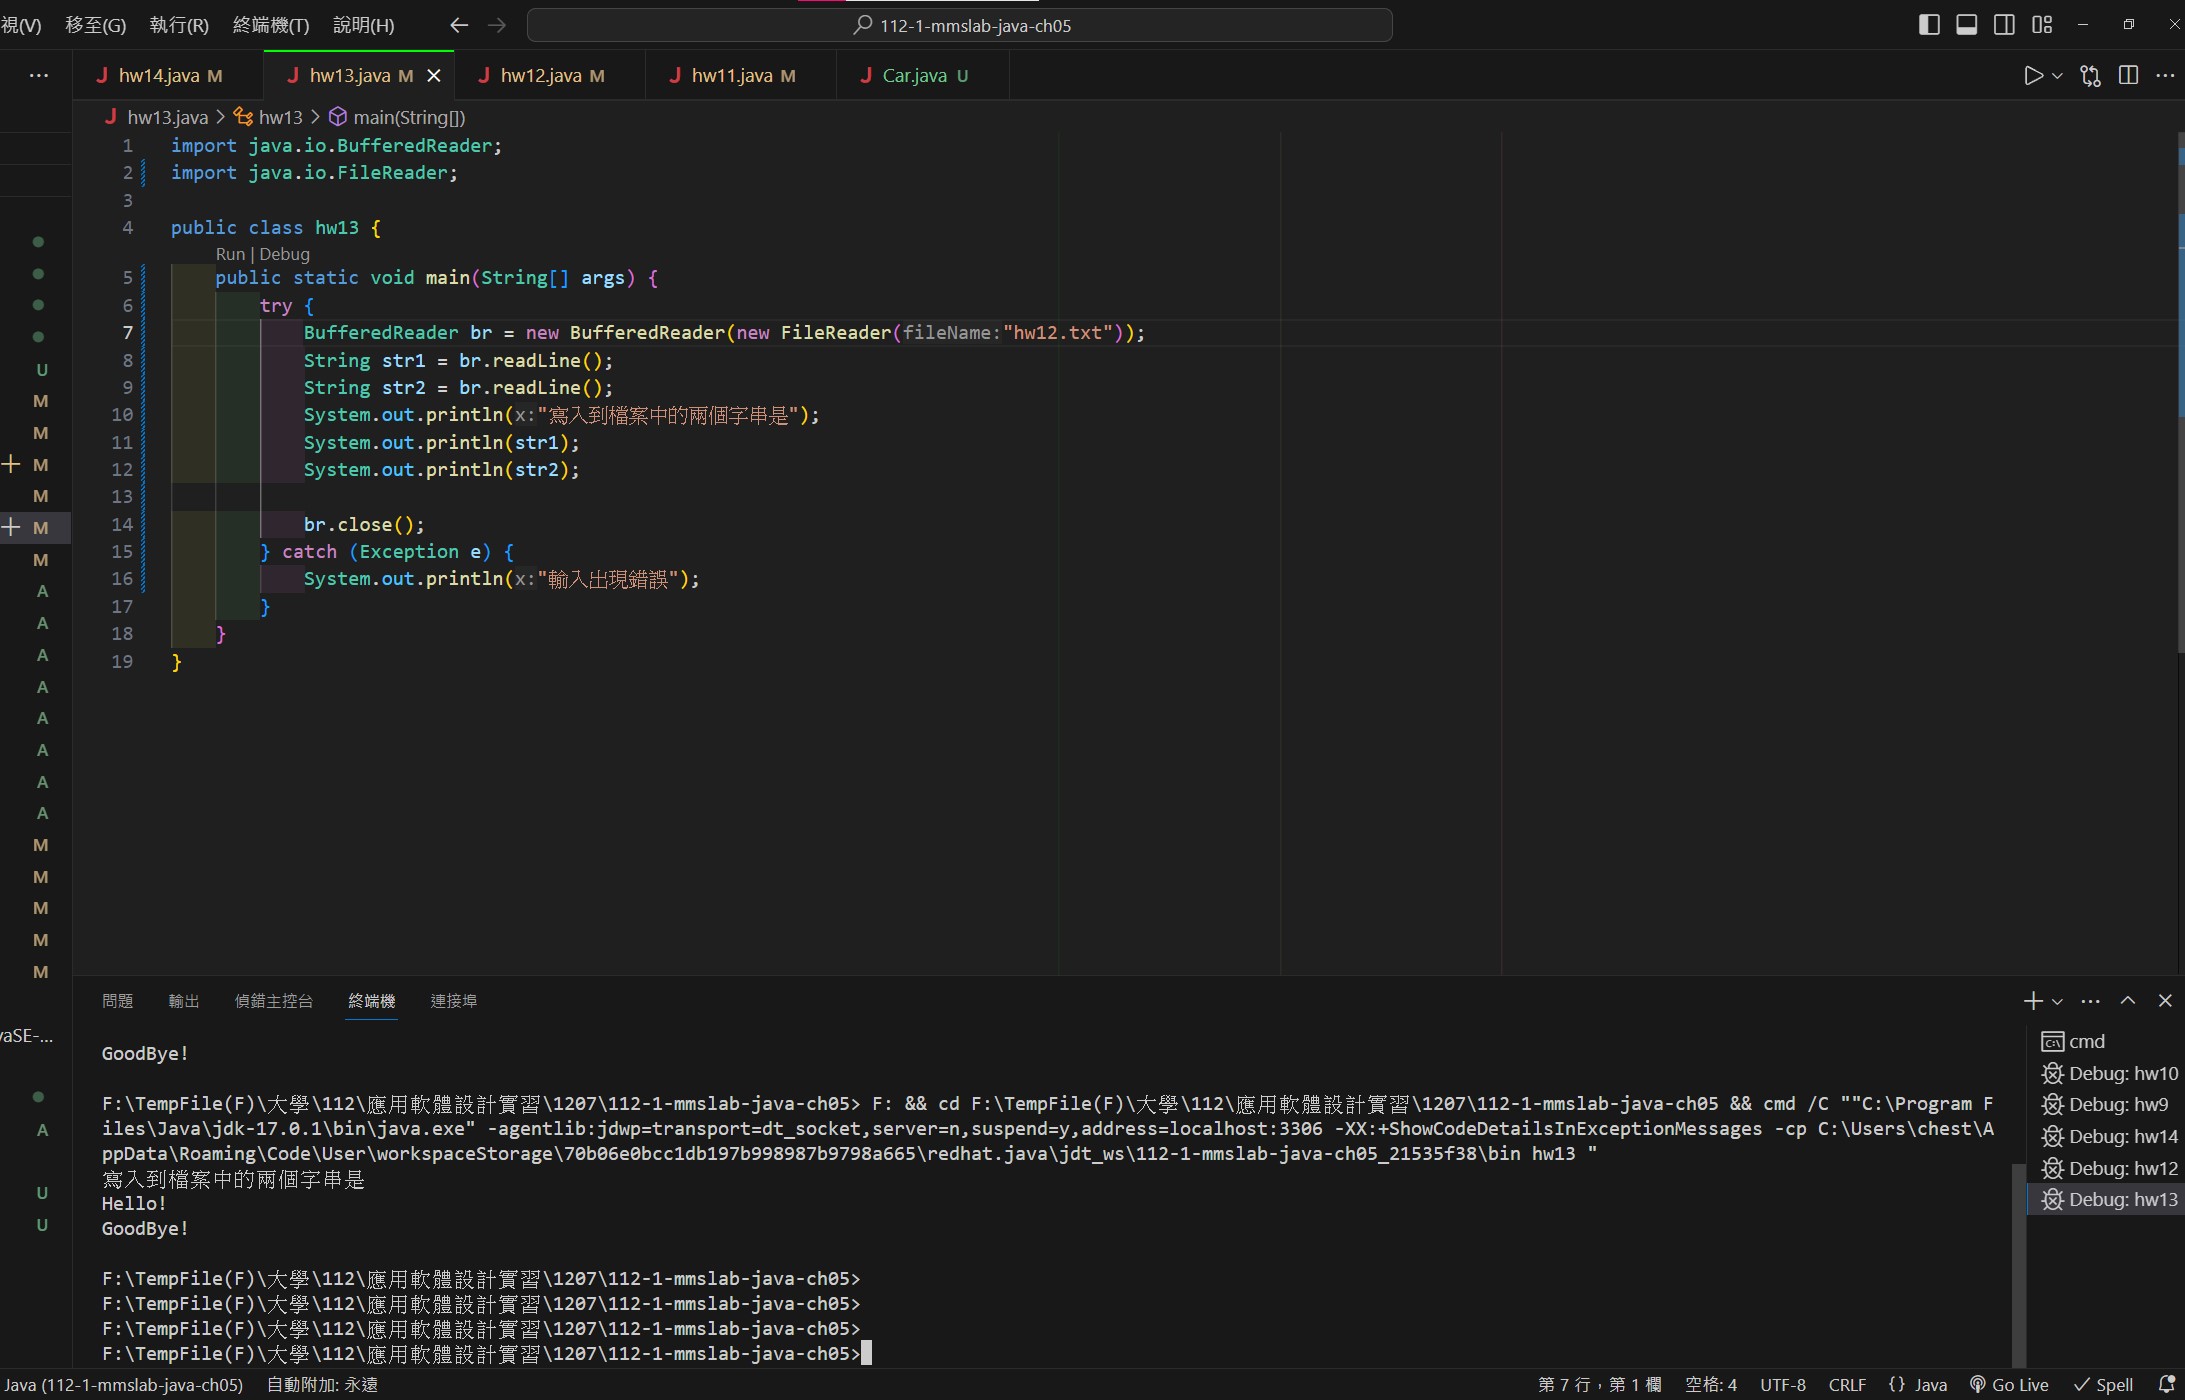 視(V) 移至(G) 執行(R) 終端機(T) 說明(H) 112-1-mmslab-java-ch05
hw14.java M hw13.java M hw12.java M hw11.java M Car.java U
hw13.java > hw13 > main(String[])
1 import java.io.BufferedReader;
2 import java.io.FileReader;
3
4 public class hw13 {
Run | Debug
5 public static void main(String[] args) {
6 try {
7 BufferedReader br = new BufferedReader(new FileReader(fileName:"hw12.txt"));
8 String str1 = br.readLine();
9 String str2 = br.readLine();
10 System.out.println(x:"寫入到檔案中的兩個字串是");
11 System.out.println(str1);
12 System.out.println(str2);
13
14 br.close();
15 } catch (Exception e) {
16 System.out.println(x:"輸入出現錯誤");
17 }
18 }
19 }
U
M
M
M
M
M
M
A
A
A
A
A
A
A
A
M
M
M
M
M
vaSE-...
A
U
U
問題 輸出 偵錯主控台 終端機 連接埠
GoodBye!
F:\TempFile(F)\大學\112\應用軟體設計實習\1207\112-1-mmslab-java-ch05> F: && cd F:\TempFile(F)\大學\112\應用軟體設計實習\1207\112-1-mmslab-java-ch05 && cmd /C ""C:\Program F
iles\Java\jdk-17.0.1\bin\java.exe" -agentlib:jdwp=transport=dt_socket,server=n,suspend=y,address=localhost:3306 -XX:+ShowCodeDetailsInExceptionMessages -cp C:\Users\chest\A
ppData\Roaming\Code\User\workspaceStorage\70b06e0bcc1db197b998987b9798a665\redhat.java\jdt_ws\112-1-mmslab-java-ch05_21535f38\bin hw13 "
寫入到檔案中的兩個字串是
Hello!
GoodBye!
F:\TempFile(F)\大學\112\應用軟體設計實習\1207\112-1-mmslab-java-ch05>
F:\TempFile(F)\大學\112\應用軟體設計實習\1207\112-1-mmslab-java-ch05>
F:\TempFile(F)\大學\112\應用軟體設計實習\1207\112-1-mmslab-java-ch05>
F:\TempFile(F)\大學\112\應用軟體設計實習\1207\112-1-mmslab-java-ch05>
cmd
Debug: hw10
Debug: hw9
Debug: hw14
Debug: hw12
Debug: hw13
Java (112-1-mmslab-java-ch05) 自動附加: 永遠 第 7 行，第 1 欄 空格: 4 UTF-8 CRLF {} Java Go Live Spell